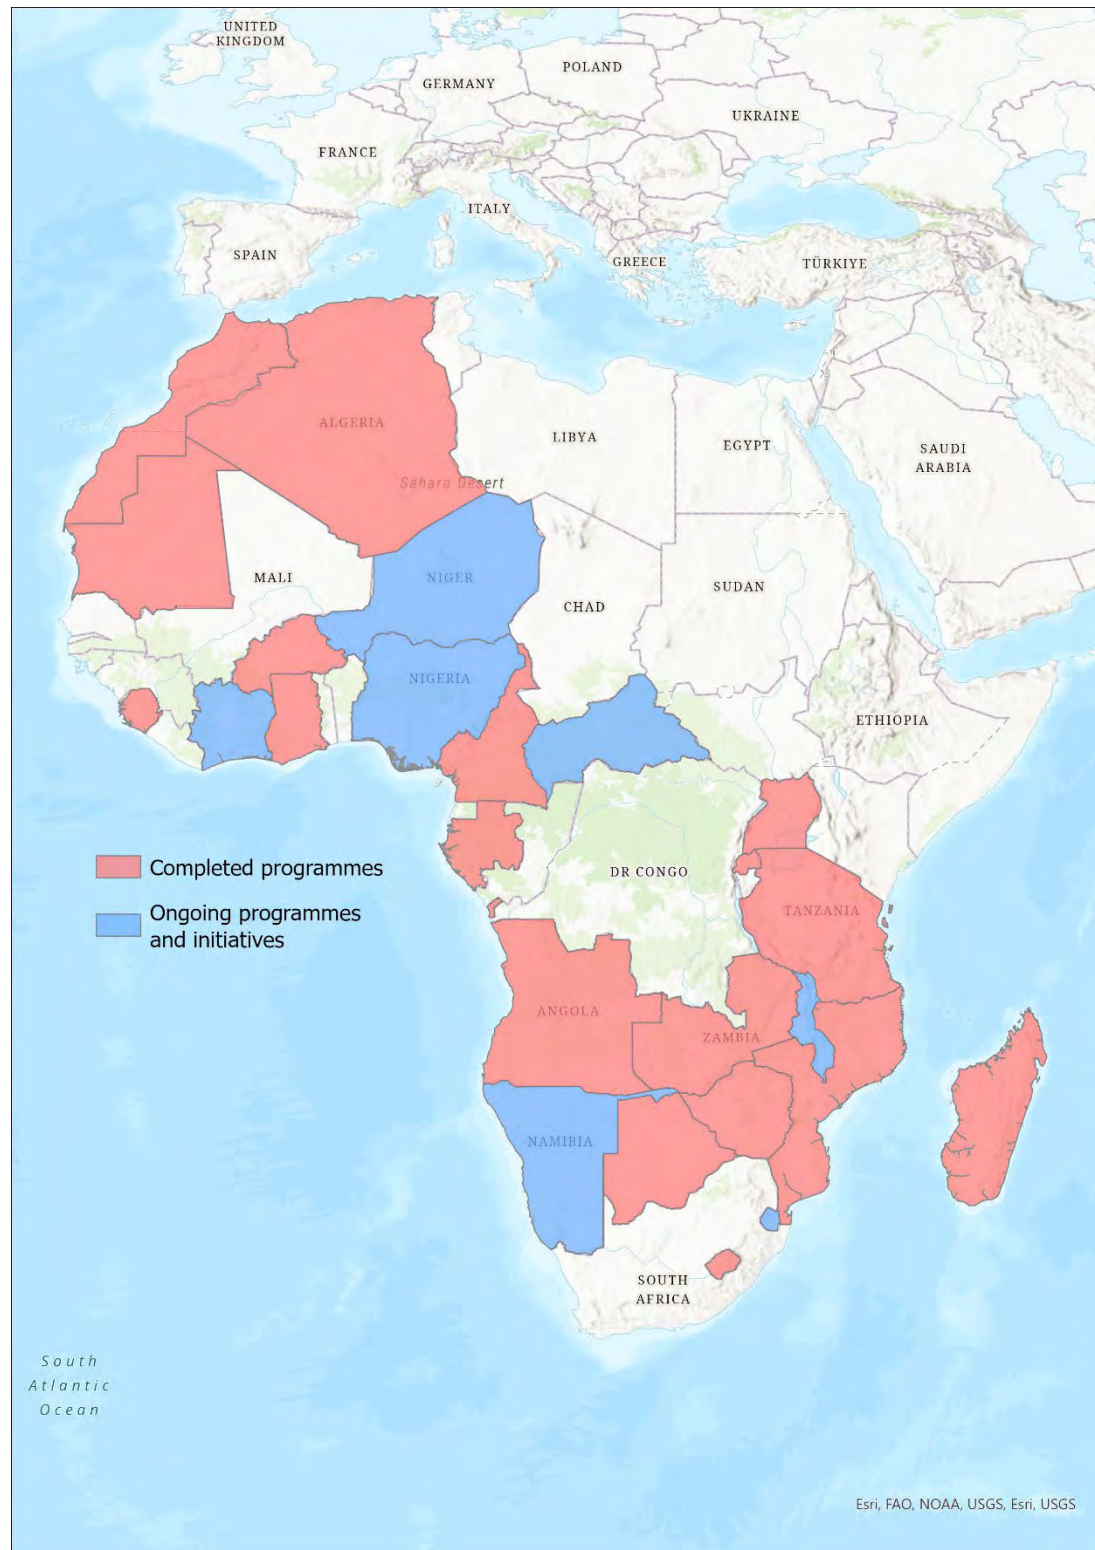 UNITED
KINGDOM
POLAND
GERMANY
UKRAINE
FRANCE
ITALY
SPAIN
GREECE
TÜRKIYE
ALGERIA
LIBYA
EGYPT
SAUDI
ARABIA
Sahara Desert
MALI
NIGER
CHAD
SUDAN
NIGERIA
ETHIOPIA
Completed programmes
Ongoing programmes
and initiatives
DR CONGO
TANZANIA
ANGOLA
ZAMBIA
NAMIBIA
SOUTH
AFRICA
South
Atlantic
Ocean
Esri, FAO, NOAA, USGS, Esri, USGS